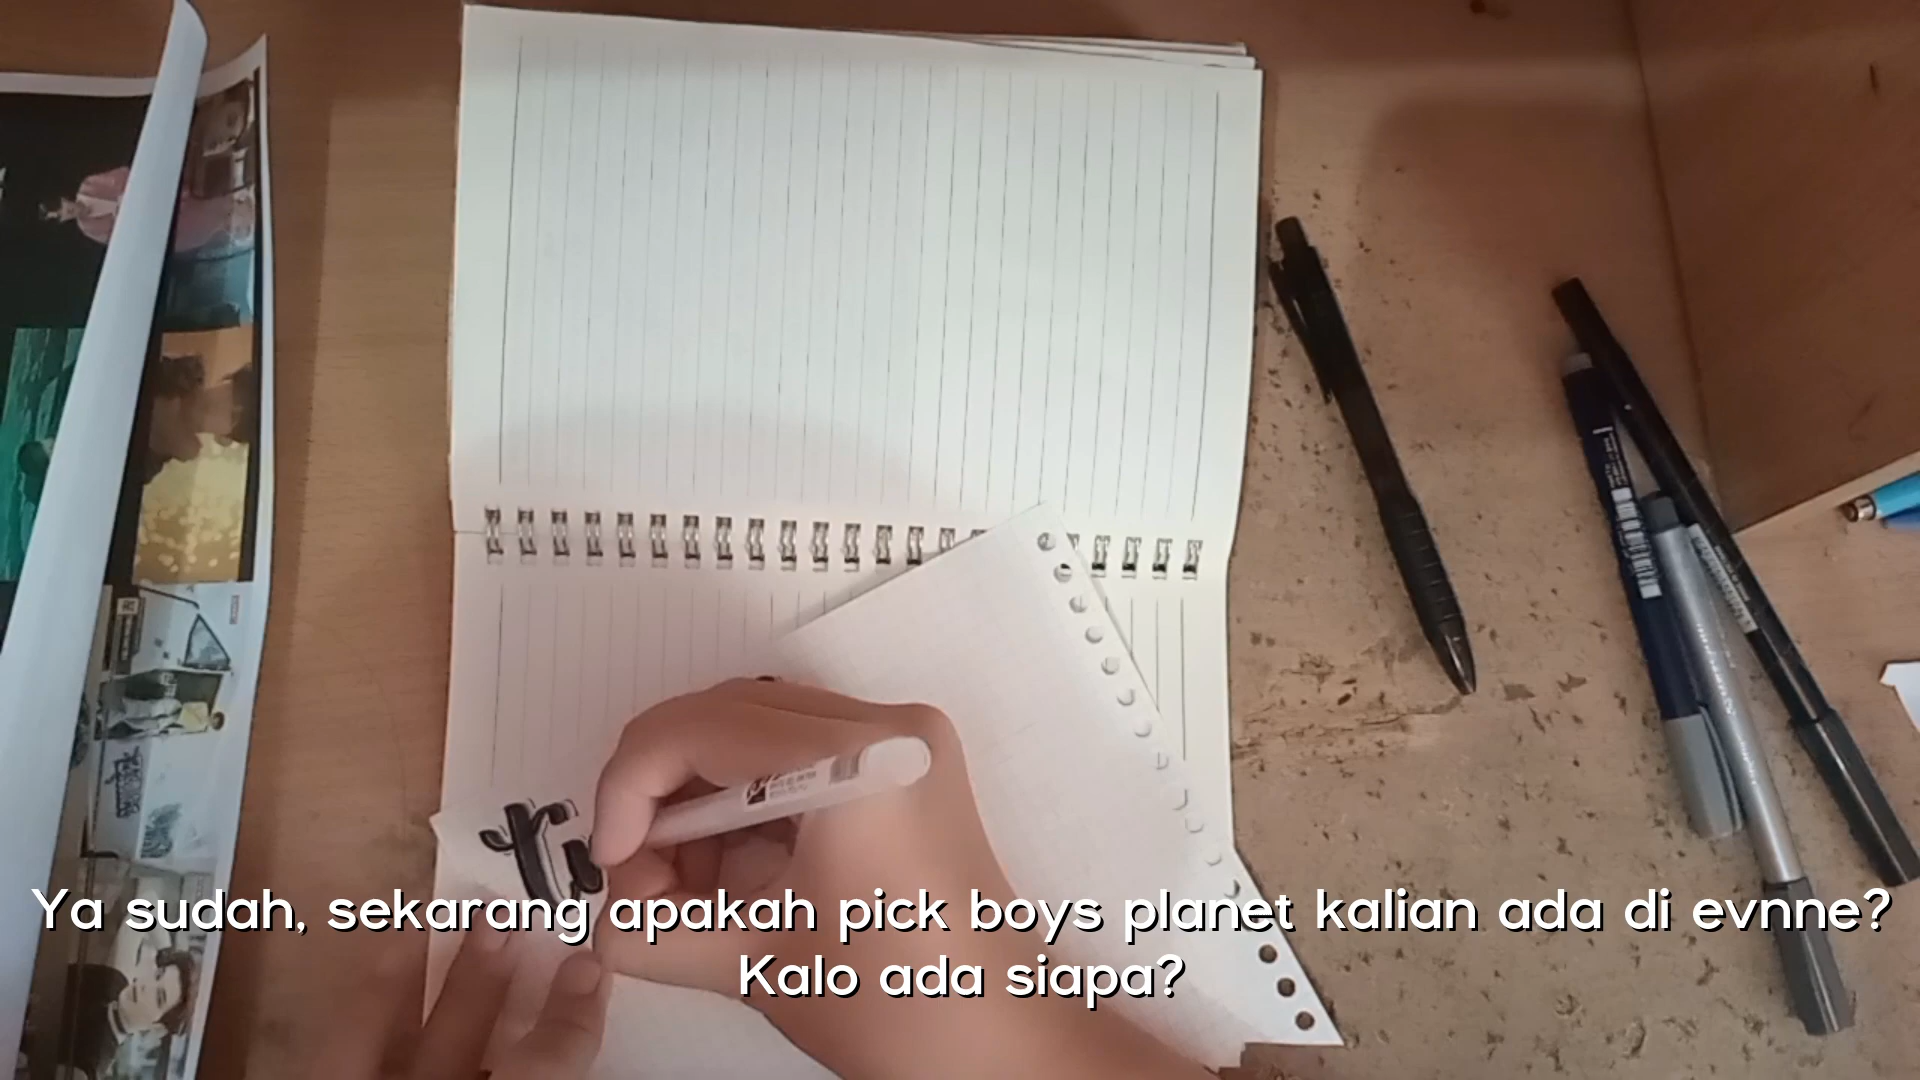 Ya sudah, sekarang apakah pick boys planet kalian ada di evnne?
Kalo ada siapa?